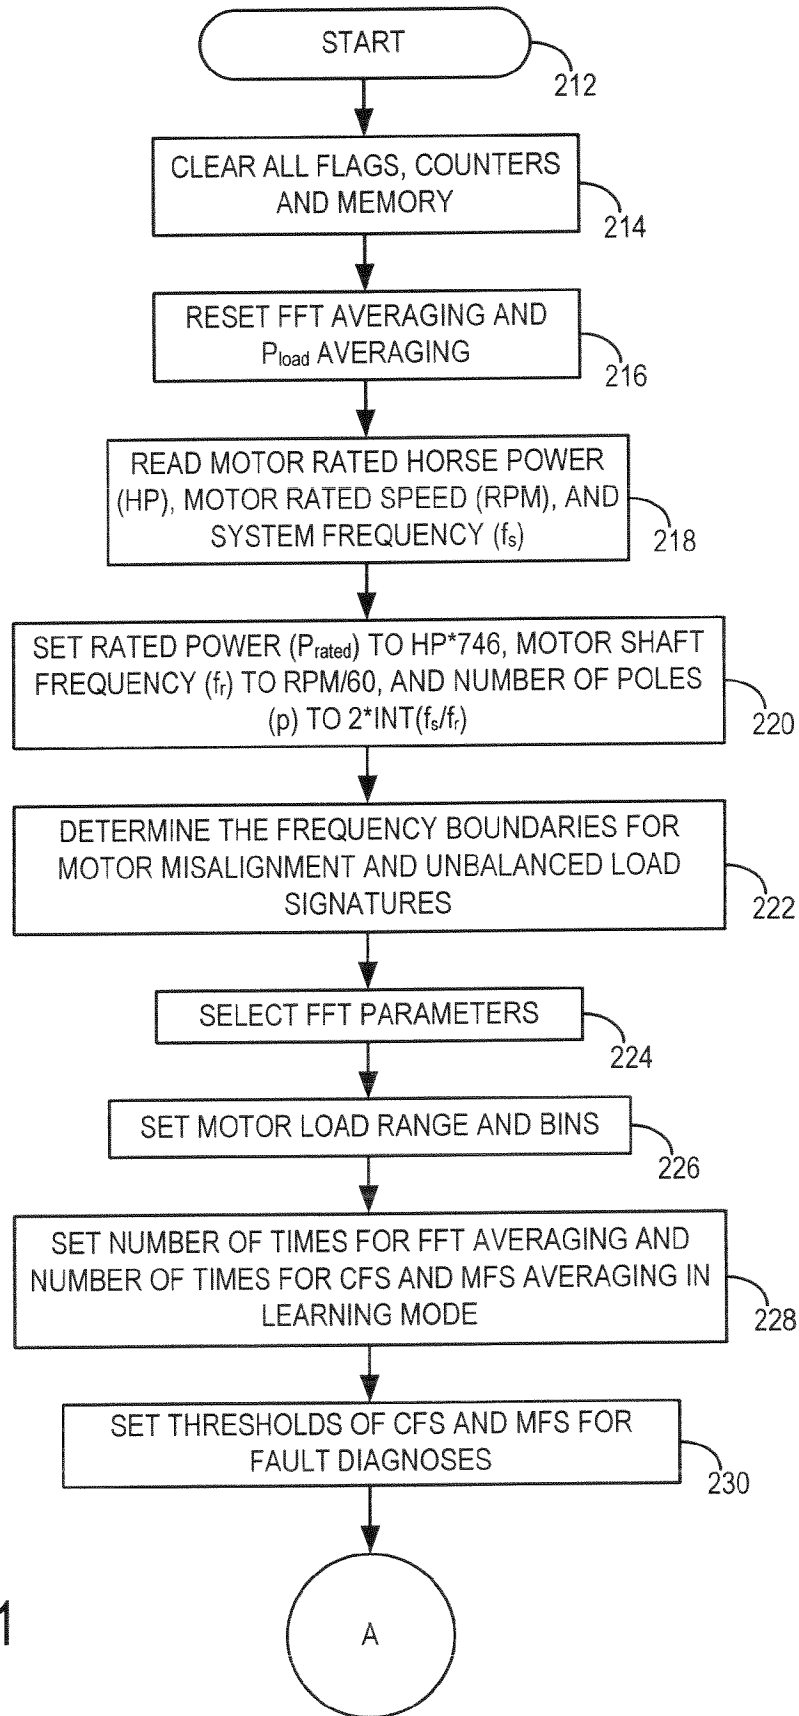 START
212
CLEAR ALL FLAGS, COUNTERS
AND MEMORY
214
RESET FFT AVERAGING AND
Pload AVERAGING
216
READ MOTOR RATED HORSE POWER
(HP), MOTOR RATED SPEED (RPM), AND
SYSTEM FREQUENCY (fs)
218
SET RATED POWER (Prated) TO HP*746, MOTOR SHAFT
FREQUENCY (fr) TO RPM/60, AND NUMBER OF POLES
(p) TO 2*INT(fs/fr)
220
DETERMINE THE FREQUENCY BOUNDARIES FOR
MOTOR MISALIGNMENT AND UNBALANCED LOAD
SIGNATURES
222
SELECT FFT PARAMETERS
224
SET MOTOR LOAD RANGE AND BINS
226
SET NUMBER OF TIMES FOR FFT AVERAGING AND
NUMBER OF TIMES FOR CFS AND MFS AVERAGING IN
LEARNING MODE
228
SET THRESHOLDS OF CFS AND MFS FOR
FAULT DIAGNOSES
230
1
A